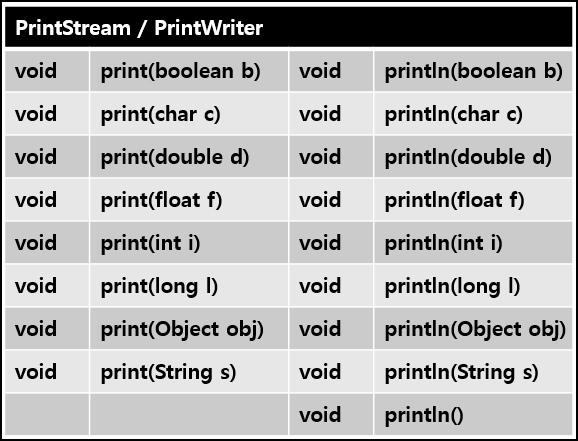 PrintStream / PrintWriter
void print(boolean b) void println(boolean b)
void print(char c) void println(char c)
void print(double d) void println(double d)
void print(float f) void println(float f)
void print(int i) void println(int i)
void print(long l) void println(long l)
void print(Object obj) void println(Object obj)
void print(String s) void println(String s)
void println()